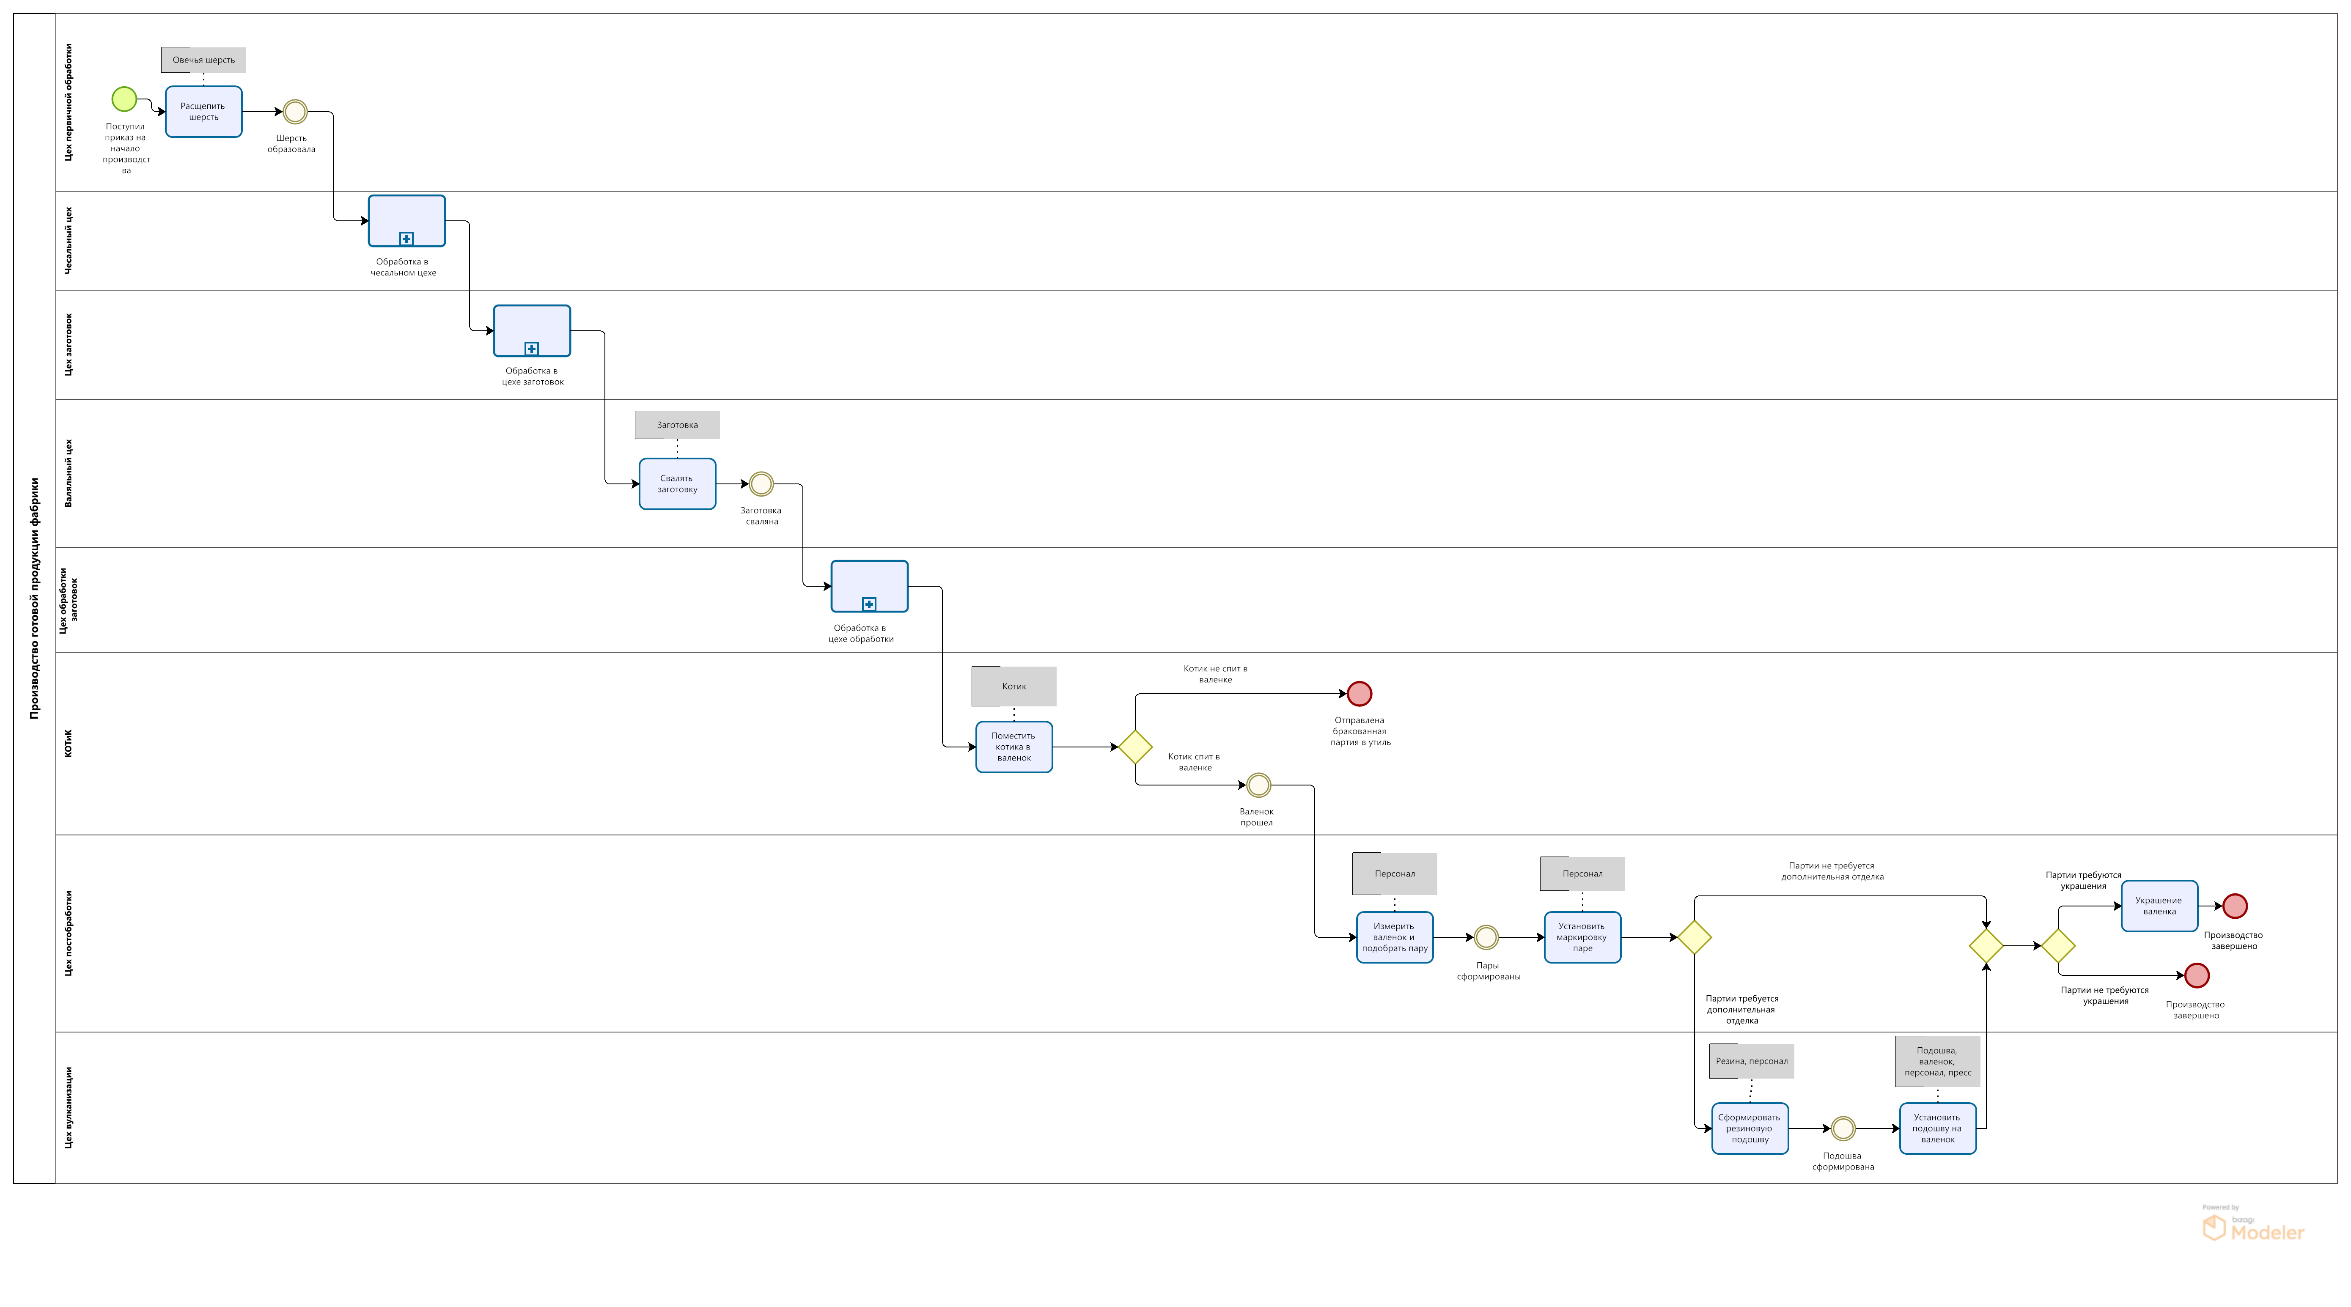 Производство готовой продукции фабрики
Цех первичной обработки
Овечья шерсть
Поступил
приказ на
начало
производст
ва
Расщепить
шерсть
Шерсть
образовала
Чесальный цех
Обработка в
чесальном цехе
Цех заготовок
Обработка в
цехе заготовок
Валяльный цех
Заготовка
Свалять
заготовку
Заготовка
сваляна
Цех обработки
заготовок
Обработка в
цехе обработки
КОТиК
Котик
Поместить
котика в
валенок
Котик не спит в
валенке
Отправлена
бракованная
партия в утиль
Котик спит в
валенке
Валенок
прошел
Цех постобработки
Персонал
Измерить
валенок и
подобрать пару
Пары
сформированы
Персонал
Установить
маркировку
паре
Партии не требуется
дополнительная отделка
Партии требуется
дополнительная
отделка
Партии требуются
украшения
Украшение
валенка
Производство
завершено
Партии не требуются
украшения
Производство
завершено
Цех вулканизации
Резина, персонал
Сформировать
резиновую
подошву
Подошва
сформирована
Подошва,
валенок,
персонал, пресс
Установить
подошву на
валенок
Powered by
bizagi
Modeler